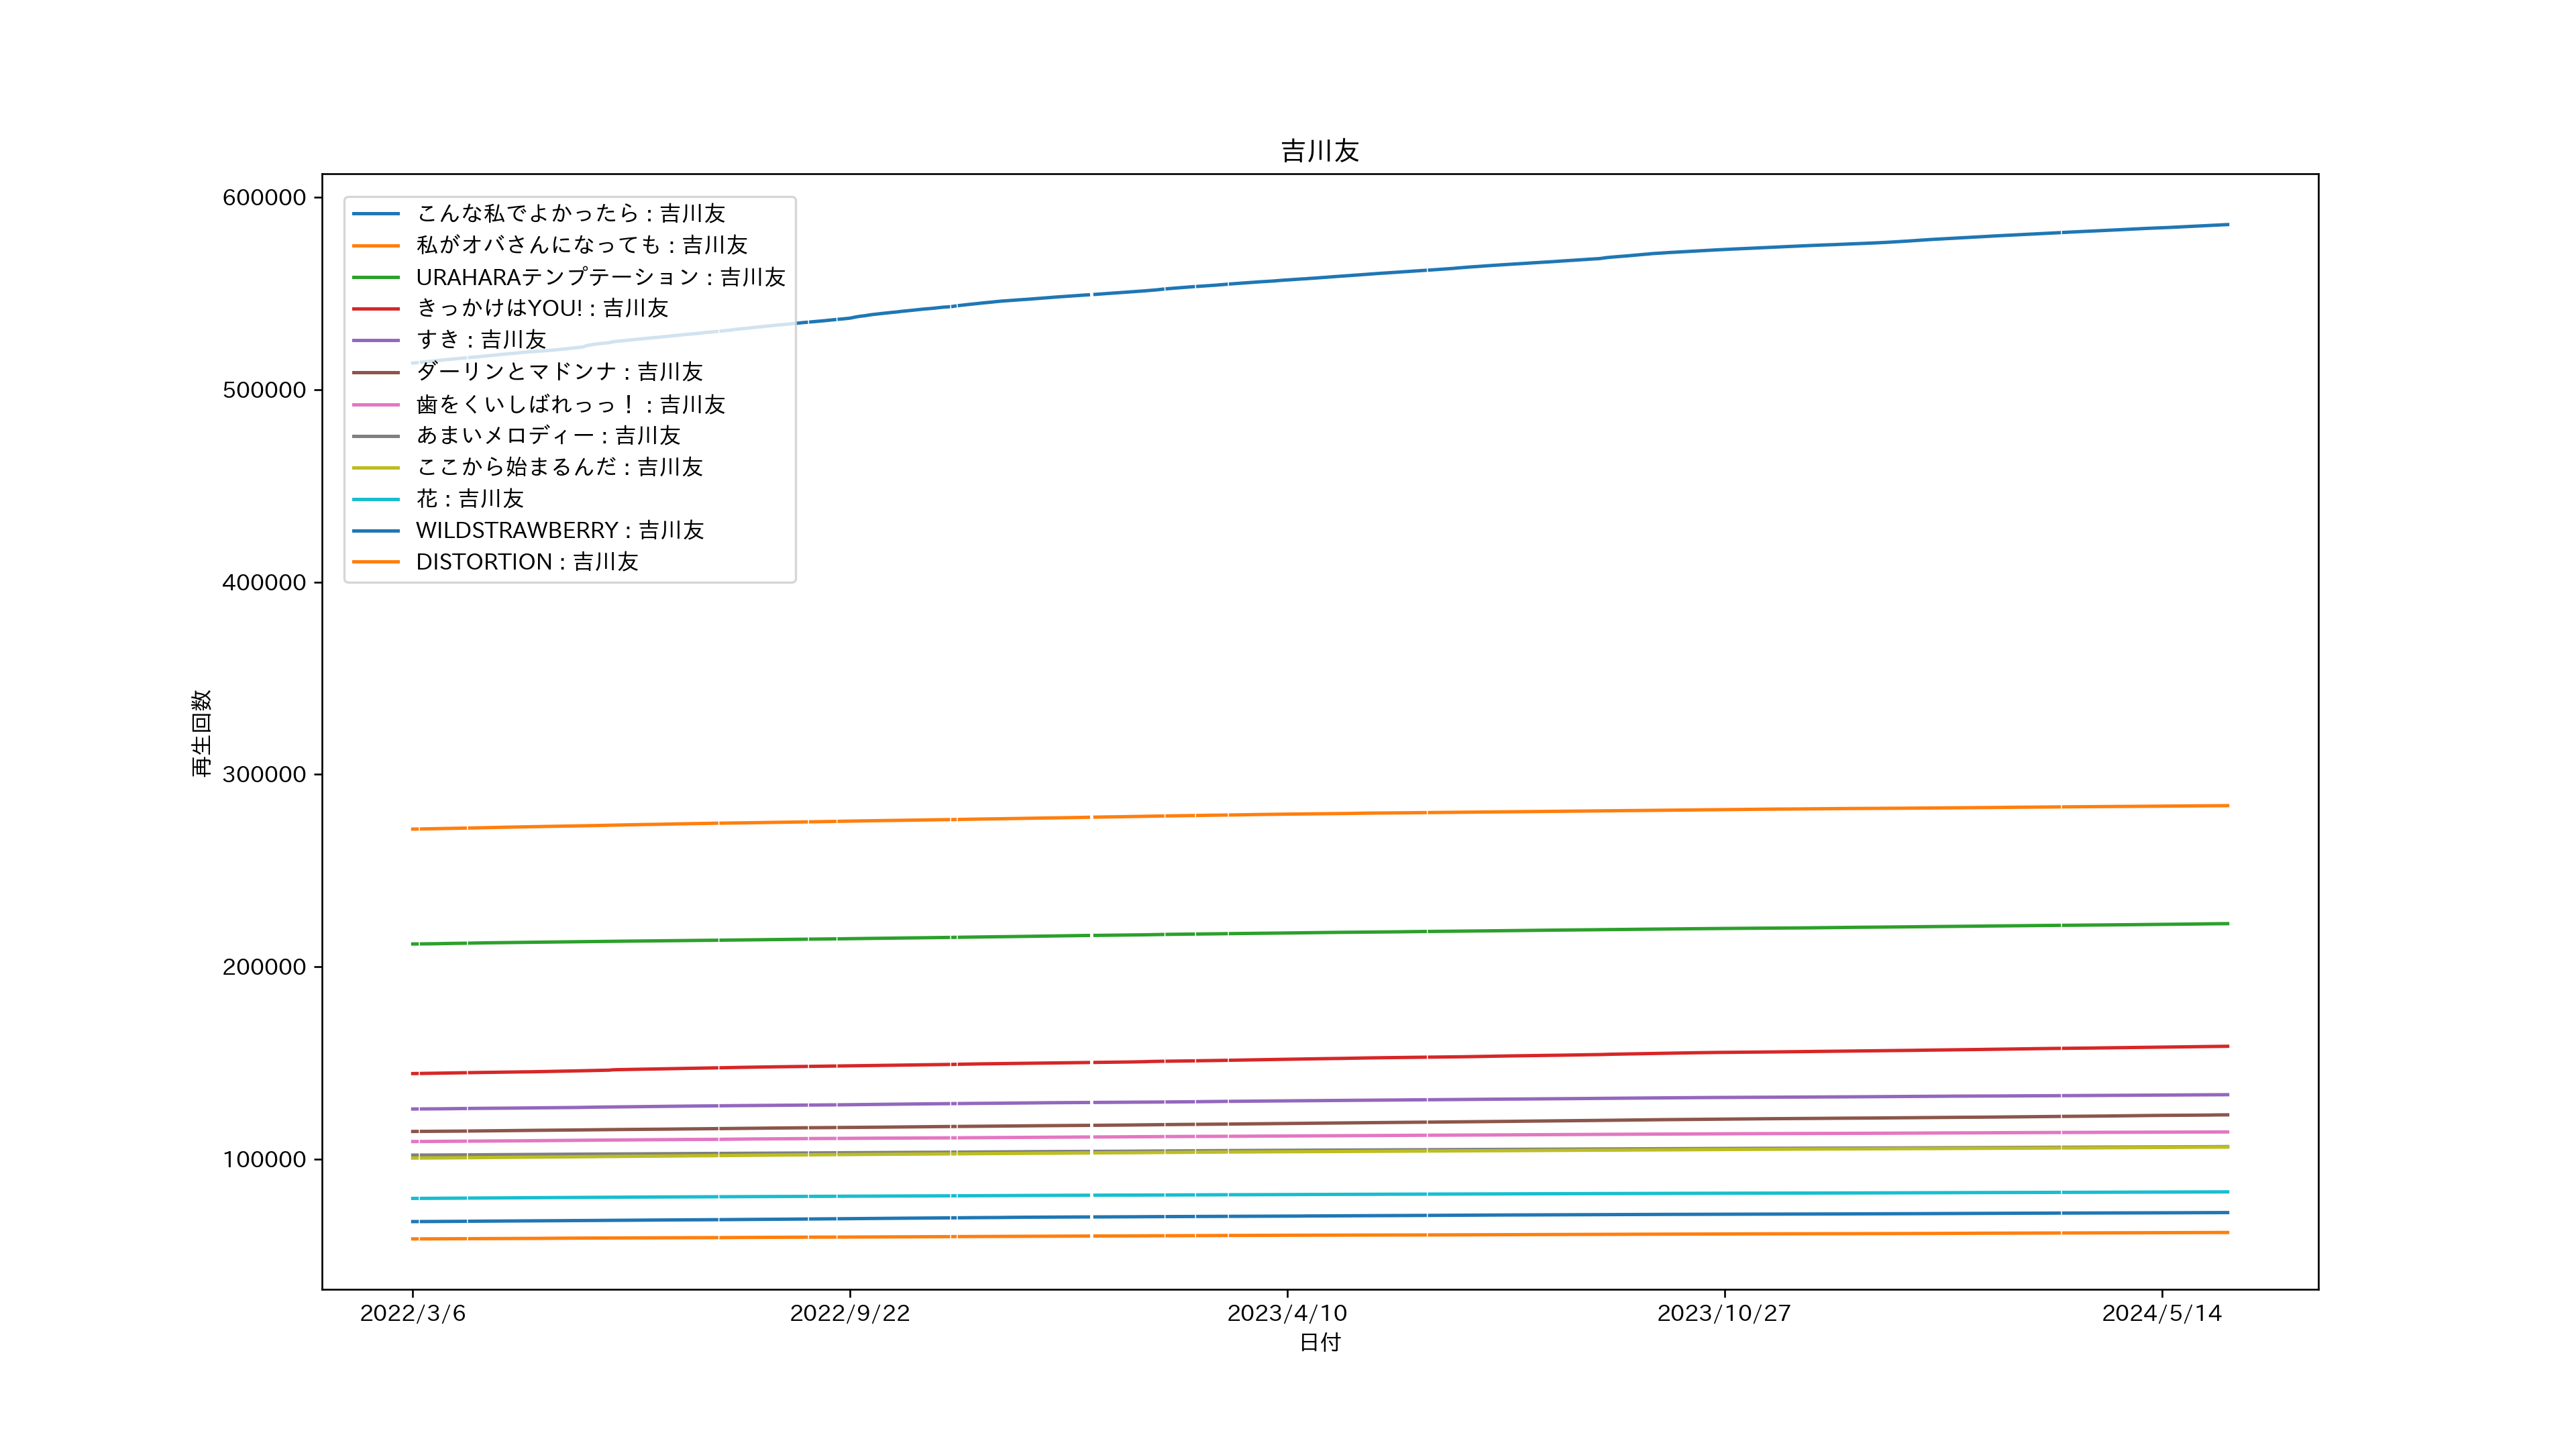 吉川友
600000
500000
400000
300000
200000
100000
再生回数
こんな私でよかったら : 吉川友
私がオバさんになっても : 吉川友
URAHARAテンプテーション : 吉川友
きっかけはYOU! : 吉川友
すき : 吉川友
ダーリンとマドンナ : 吉川友
歯をくいしばれっっ！ : 吉川友
あまいメロディー : 吉川友
ここから始まるんだ : 吉川友
花 : 吉川友
WILDSTRAWBERRY : 吉川友
DISTORTION : 吉川友
2022/3/6
2022/9/22
2023/4/10
2023/10/27
2024/5/14
日付